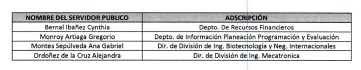 NOMBRE DEL SERVIDOR PUBLICO ADSCRIPCIÓN
Bernal Ibañez Cynthia Depto. De Recursos Financieros
Monroy Artiaga Gregorio Depto. de Información Planeación Programación y Evaluación
Montes Sepúlveda Ana Gabriel Dir. de División de Ing. Biotecnología y Neg. Internacionales
Ordoñez de la Cruz Alejandra Dir. de División de Ing. Mecatronica